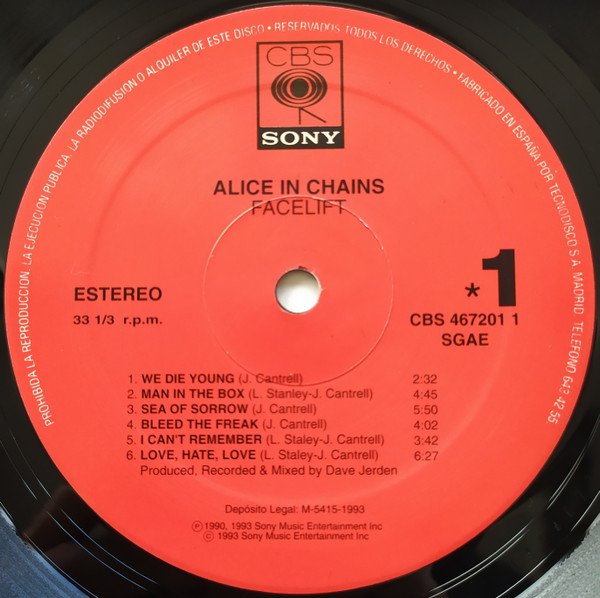 PROHIBIDA LA REPRODUCCION. LA EJECUCION PUBLICA. LA RADIODIFUSION O ALQUILER DE ESTE DISCO • RESERVADOS TODOS LOS DERECHOS • FABRICADO EN ESPAÑA POR TECNODISCO S.A. MADRID. TELEFONO 643 42 55
CBS
SONY
ALICE IN CHAINS
FACELIFT
ESTEREO
33 1/3 r.p.m.
*1
CBS 467201 1
SGAE
1. WE DIE YOUNG (J. Cantrell) 2:32
2. MAN IN THE BOX (L. Stanley-J. Cantrell) 4:45
3. SEA OF SORROW (J. Cantrell) 5:50
4. BLEED THE FREAK (J. Cantrell) 4:02
5. I CAN'T REMEMBER (L. Staley-J. Cantrell) 3:42
6. LOVE, HATE, LOVE (L. Staley-J. Cantrell) 6:27
Produced, Recorded & Mixed by Dave Jerden
Depósito Legal: M-5415-1993
Ⓟ 1990, 1993 Sony Music Entertainment Inc
© 1993 Sony Music Entertainment Inc